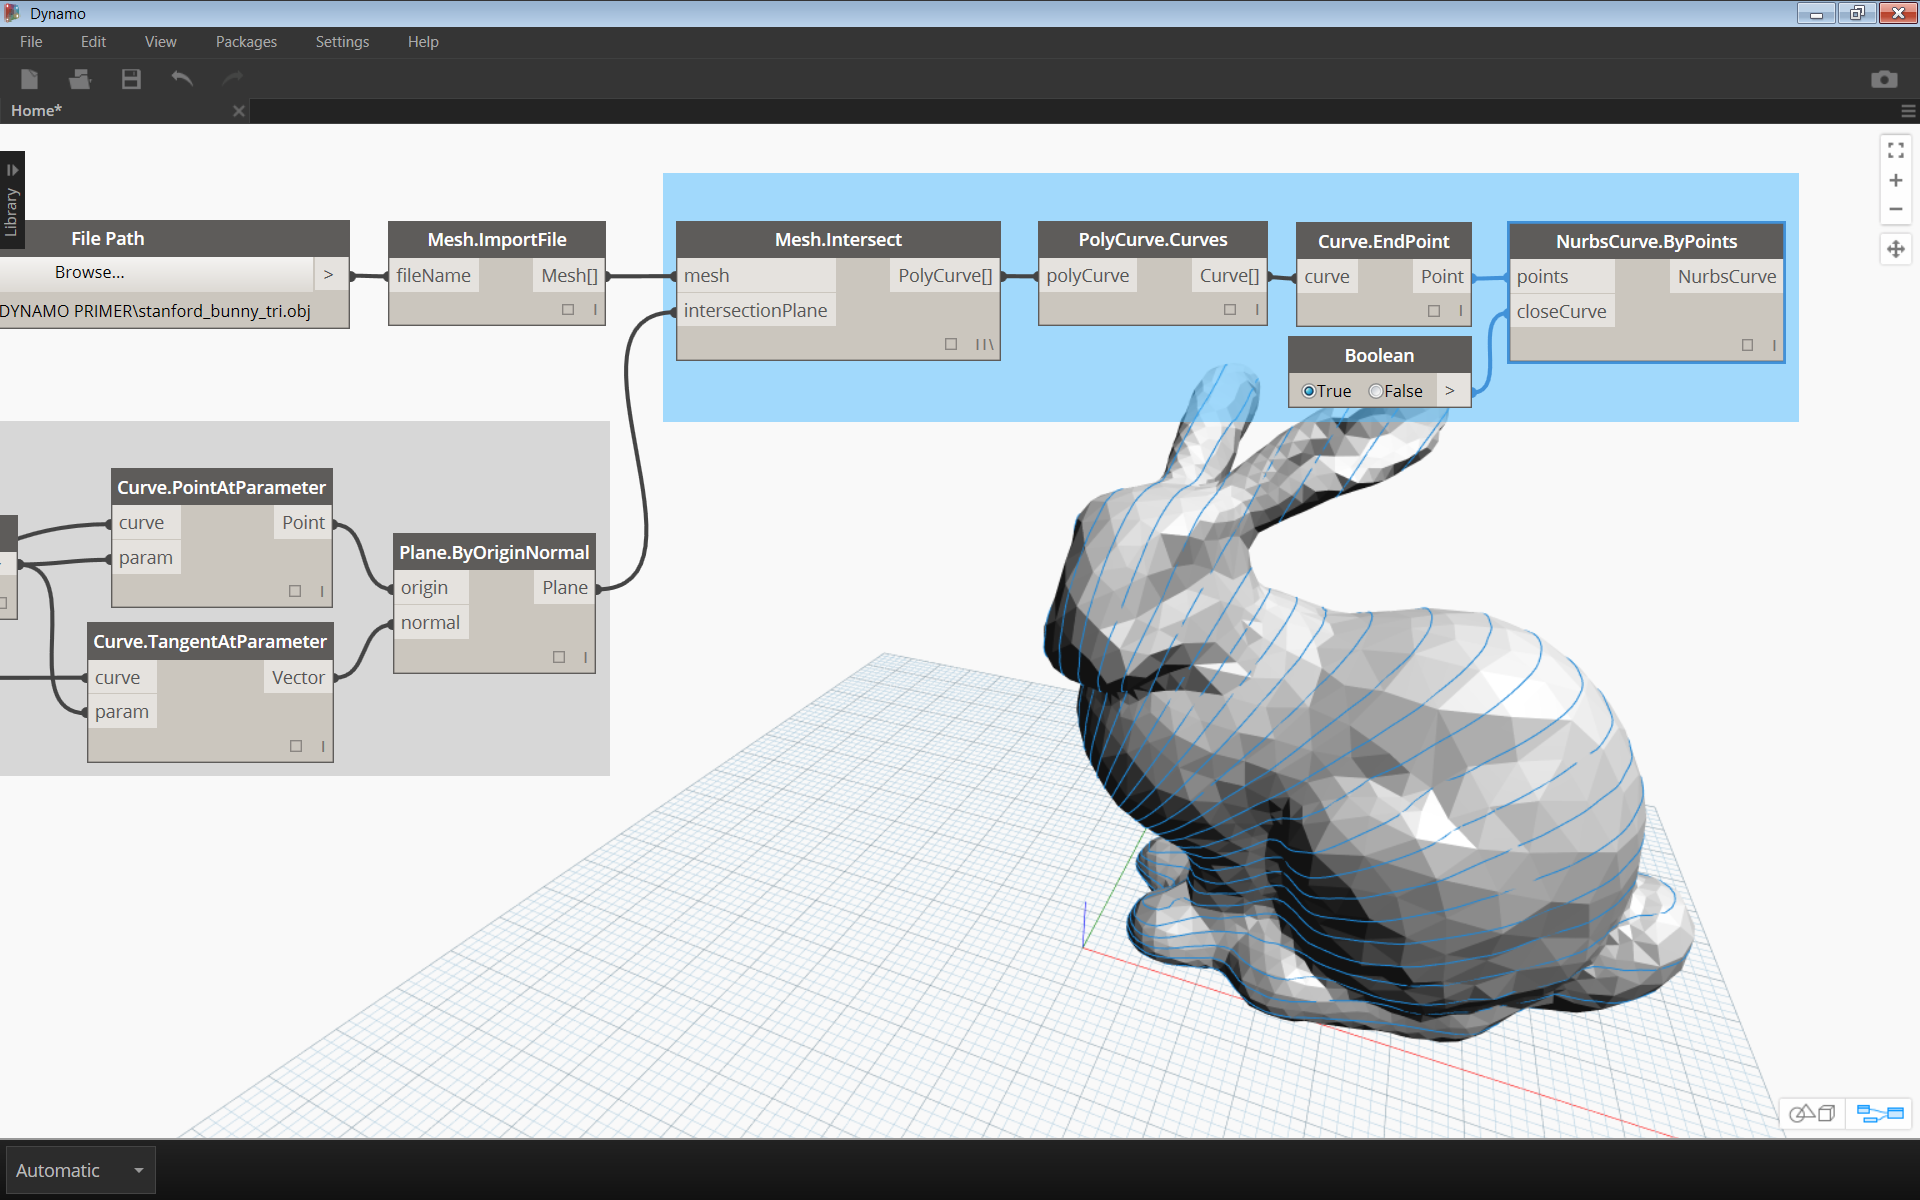 Dynamo
File Edit View Packages Settings Help
Home*
Library
File Path
Browse... >
DYNAMO PRIMER\stanford_bunny_tri.obj
Mesh.ImportFile
fileName Mesh[]
Mesh.Intersect
mesh PolyCurve[]
intersectionPlane
PolyCurve.Curves
polyCurve Curve[]
Curve.EndPoint
curve Point
NurbsCurve.ByPoints
points NurbsCurve
closeCurve
Boolean
True False >
Curve.PointAtParameter
curve Point
param
Plane.ByOriginNormal
origin Plane
normal
Curve.TangentAtParameter
curve Vector
param
Automatic